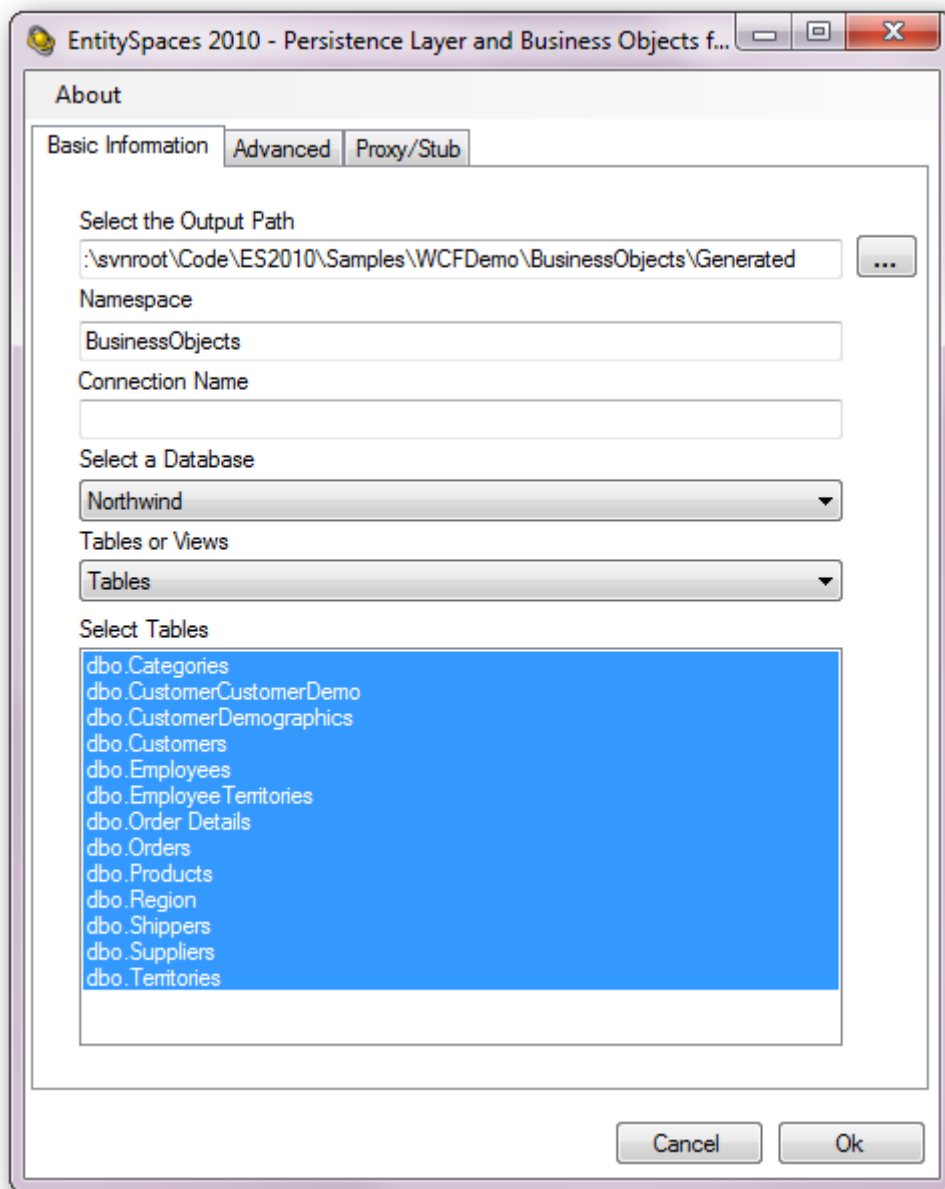 EntitySpaces 2010 - Persistence Layer and Business Objects f...
About
Basic Information Advanced Proxy/Stub
Select the Output Path
:\svnroot\Code\ES2010\Samples\WCFDemo\BusinessObjects\Generated ...
Namespace
BusinessObjects
Connection Name
Select a Database
Northwind
Tables or Views
Tables
Select Tables
dbo.Categories
dbo.CustomerCustomerDemo
dbo.CustomerDemographics
dbo.Customers
dbo.Employees
dbo.EmployeeTerritories
dbo.Order Details
dbo.Orders
dbo.Products
dbo.Region
dbo.Shippers
dbo.Suppliers
dbo.Territories
Cancel Ok